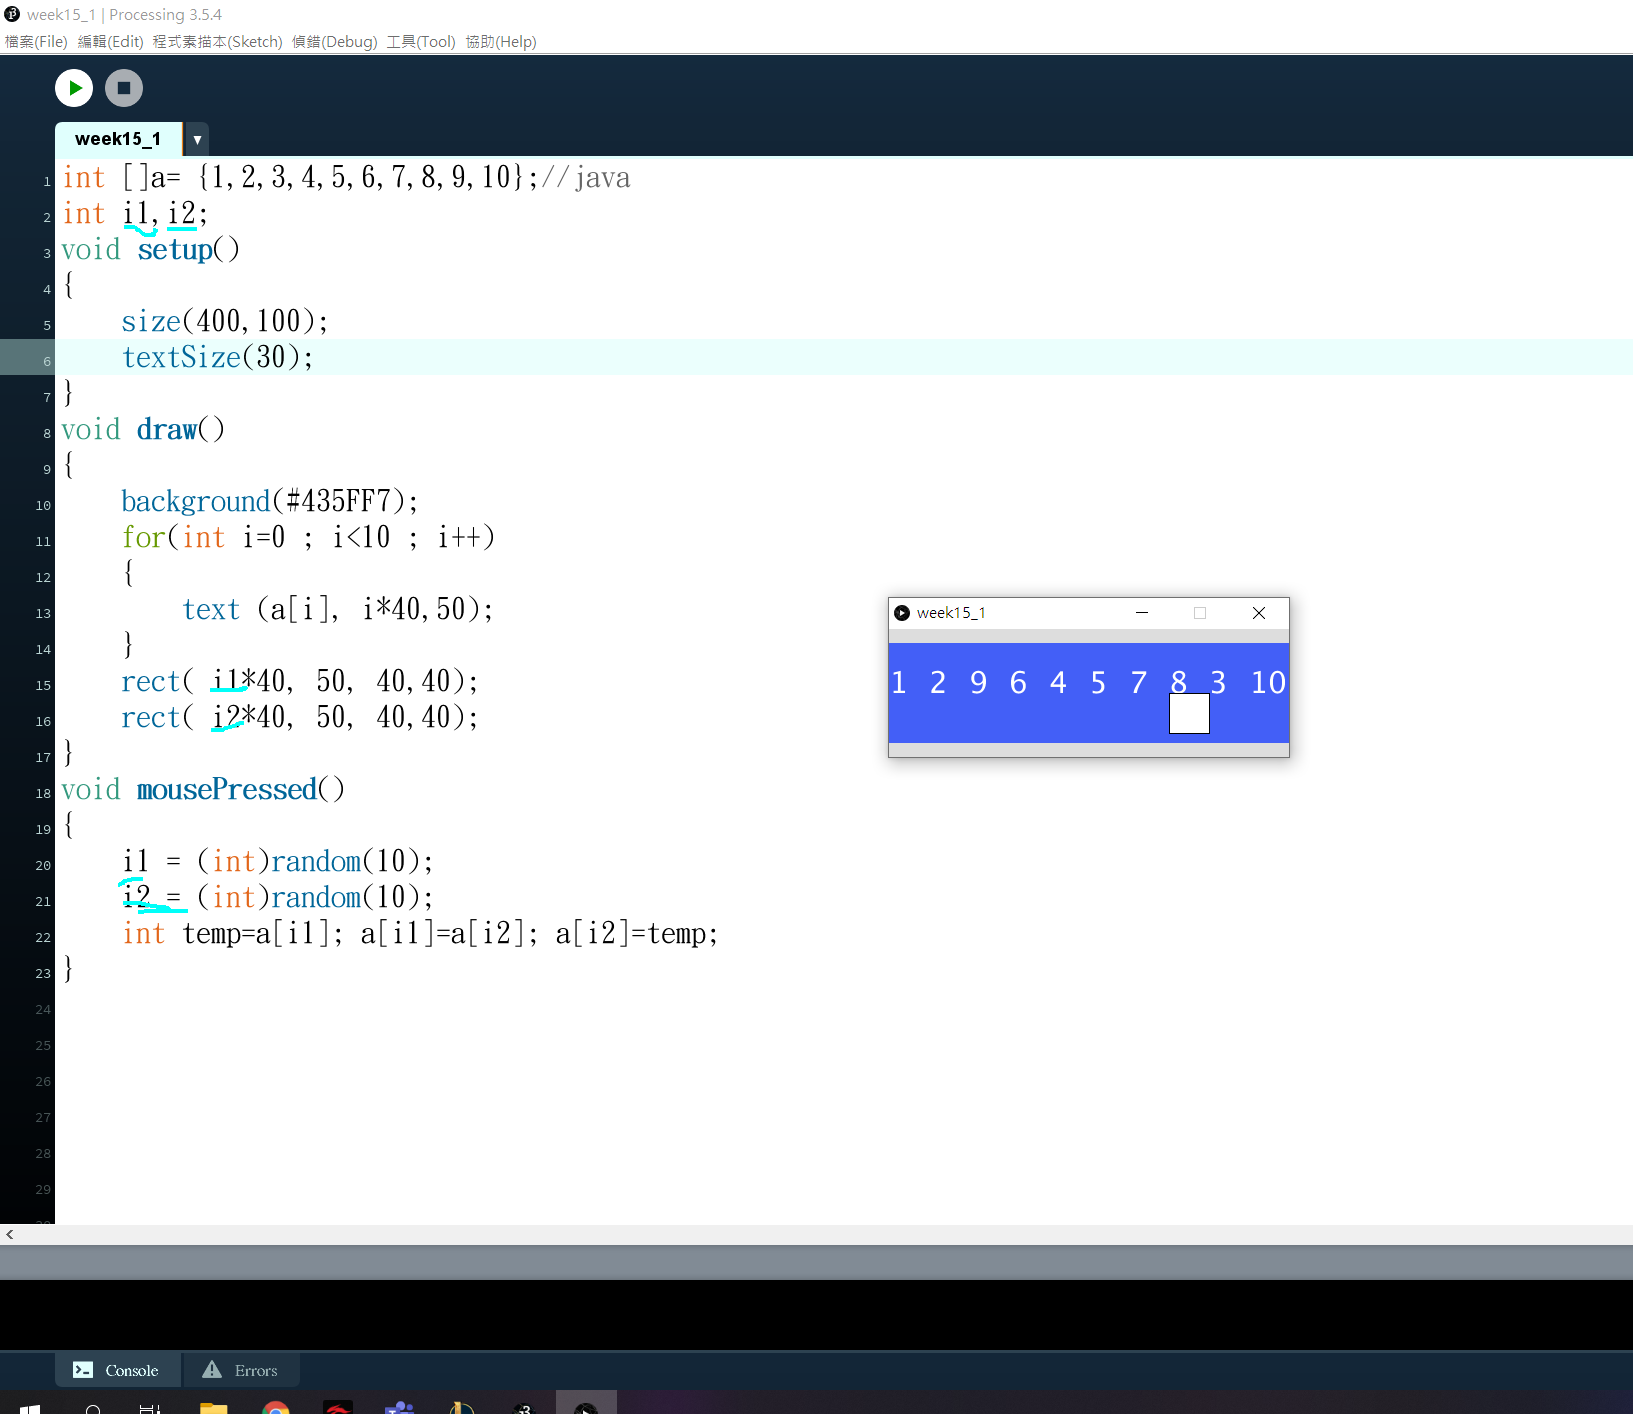 week15_1 | Processing 3.5.4
檔案(File) 編輯(Edit) 程式素描本(Sketch) 偵錯(Debug) 工具(Tool) 協助(Help)
week15_1
1 int []a= {1,2,3,4,5,6,7,8,9,10};//java
2 int i1,i2;
3 void setup()
4 {
5     size(400,100);
6     textSize(30);
7 }
8 void draw()
9 {
10     background(#435FF7);
11     for(int i=0 ; i<10 ; i++)
12     {
13         text (a[i], i*40,50);
14     }
15     rect( i1*40, 50, 40,40);
16     rect( i2*40, 50, 40,40);
17 }
18 void mousePressed()
19 {
20     i1 = (int)random(10);
21     i2 = (int)random(10);
22     int temp=a[i1]; a[i1]=a[i2]; a[i2]=temp;
23 }
24
25
26
27
28
29
week15_1
1 2 9 6 4 5 7 8 3 10
Console Errors